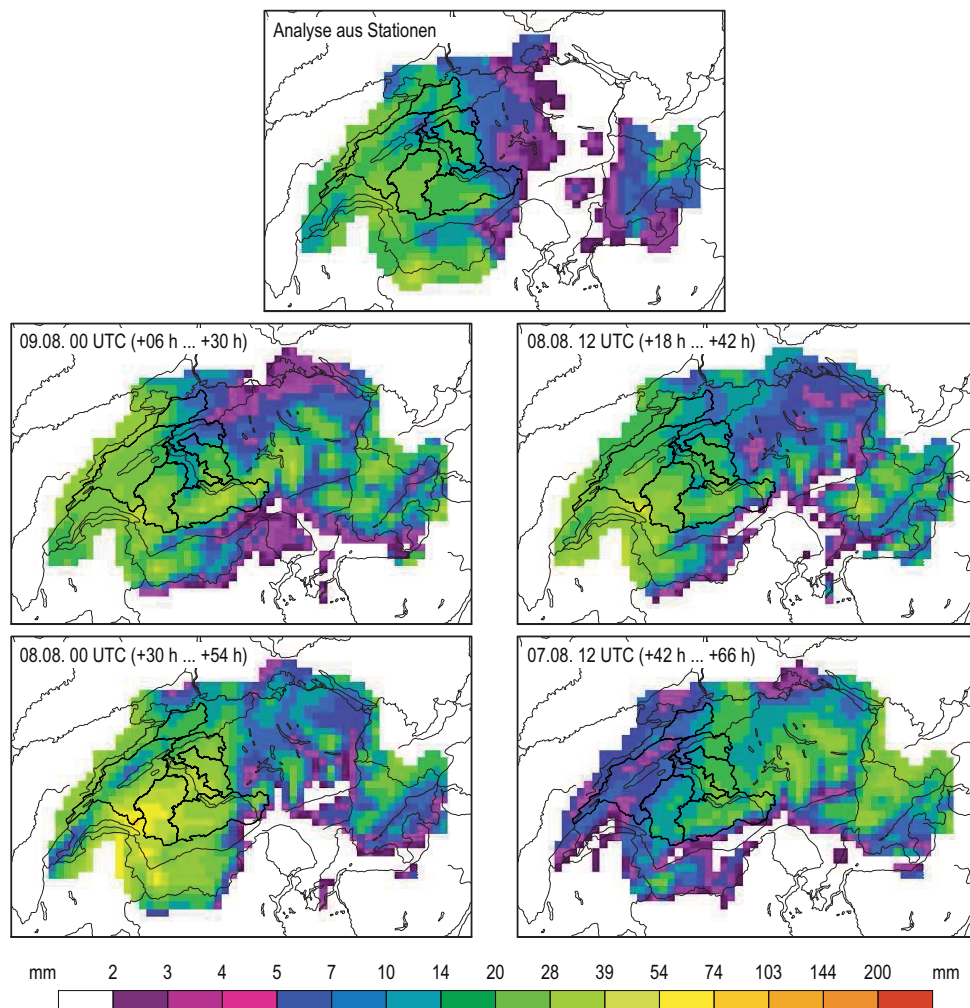 Analyse aus Stationen
09.08. 00 UTC (+06 h ... +30 h)
08.08. 12 UTC (+18 h ... +42 h)
08.08. 00 UTC (+30 h ... +54 h)
07.08. 12 UTC (+42 h ... +66 h)
mm 2 3 4 5 7 10 14 20 28 39 54 74 103 144 200 mm